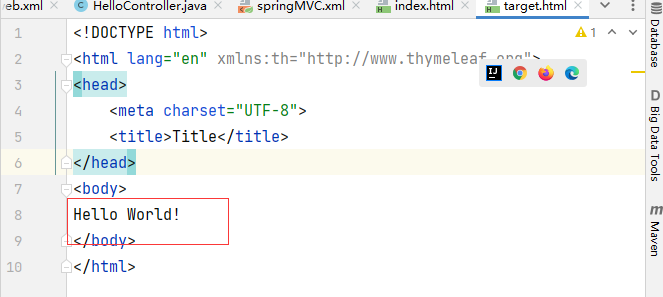 eb.xml HelloController.java springMVC.xml index.html target.html
1 <!DOCTYPE html> 1
2 <html lang="en" xmlns:th="http://www.thymeleaf.org">
3 <head>
4 <meta charset="UTF-8">
5 <title>Title</title>
6 </head>
7 <body>
8 Hello World!
9 </body>
10 </html>
Database
D Big Data Tools
m Maven